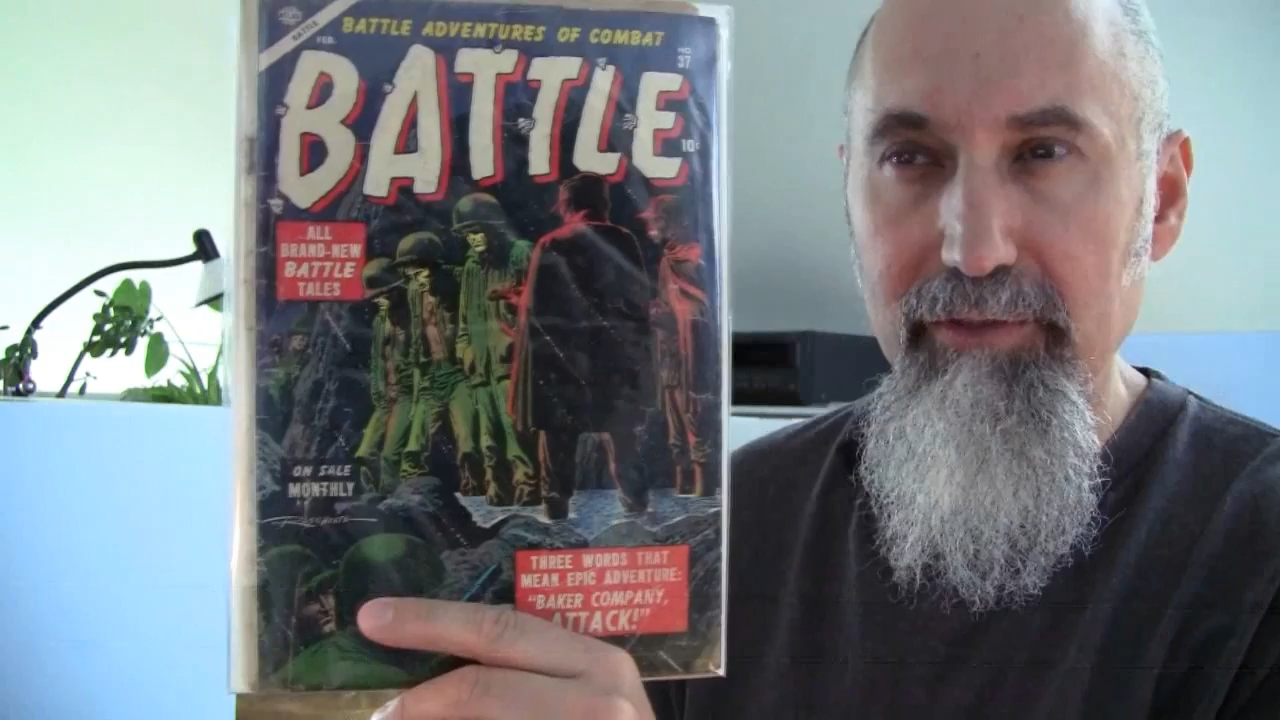 BATTLE
BATTLE ADVENTURES OF COMBAT
FEB.
NO.
37
BATTLE
10¢
ALL
BRAND-NEW
BATTLE
TALES
ON SALE
MONTHLY
THREE WORDS THAT
MEAN EPIC ADVENTURE:
"BAKER COMPANY,
ATTACK!"